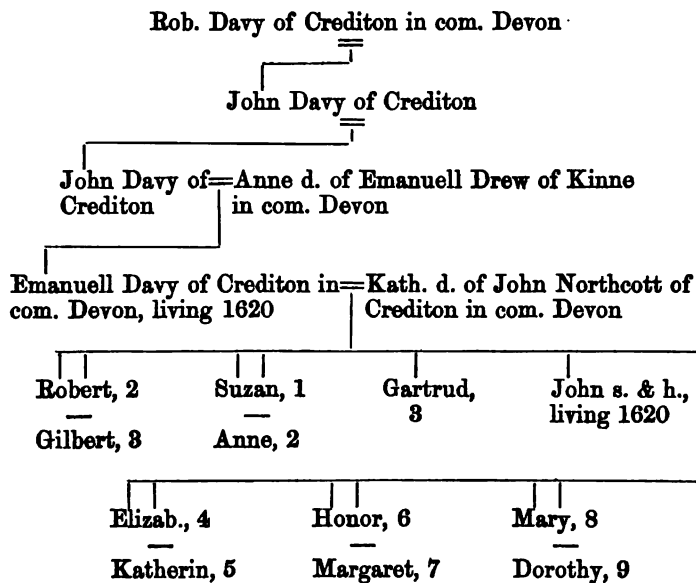 Rob. Davy of Crediton in com. Devon
John Davy of Crediton
John Davy of=Anne d. of Emanuell Drew of Kinne
Crediton in com. Devon
Emanuell Davy of Crediton in=Kath. d. of John Northcott of
com. Devon, living 1620 Crediton in com. Devon
Robert, 2 Suzan, 1 Gartrud, John s. & h.,
3 living 1620
Gilbert, 3 Anne, 2
Elizab., 4 Honor, 6 Mary, 8
Katherin, 5 Margaret, 7 Dorothy, 9